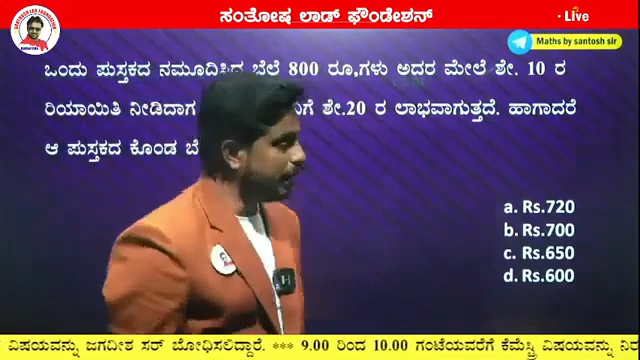 ಸಂತೋಷ ಲಾಡ್ ಫೌಂಡೇಶನ್
Live
Maths by santosh sir
ಒಂದು ಪುಸ್ತಕದ ನಮೂದಿಸಿದ ಬೆಲೆ 800 ರೂ,ಗಳು ಅದರ ಮೇಲೆ ಶೇ. 10 ರ
ರಿಯಾಯಿತಿ ನೀಡಿದಾಗ ಶೇ.20 ರ ಲಾಭವಾಗುತ್ತದೆ. ಹಾಗಾದರೆ
ಆ ಪುಸ್ತಕದ ಕೊಂಡ
a. Rs.720
b. Rs.700
c. Rs.650
d. Rs.600
ವಿಷಯವನ್ನು ಜಗದೀಶ ಸರ್ ಬೋಧಿಸಲಿದ್ದಾರೆ. *** 9.00 ರಿಂದ 10.00 ಗಂಟೆಯವರೆಗೆ ಕೆಮೆಸ್ಟ್ರಿ ವಿಷಯವನ್ನು